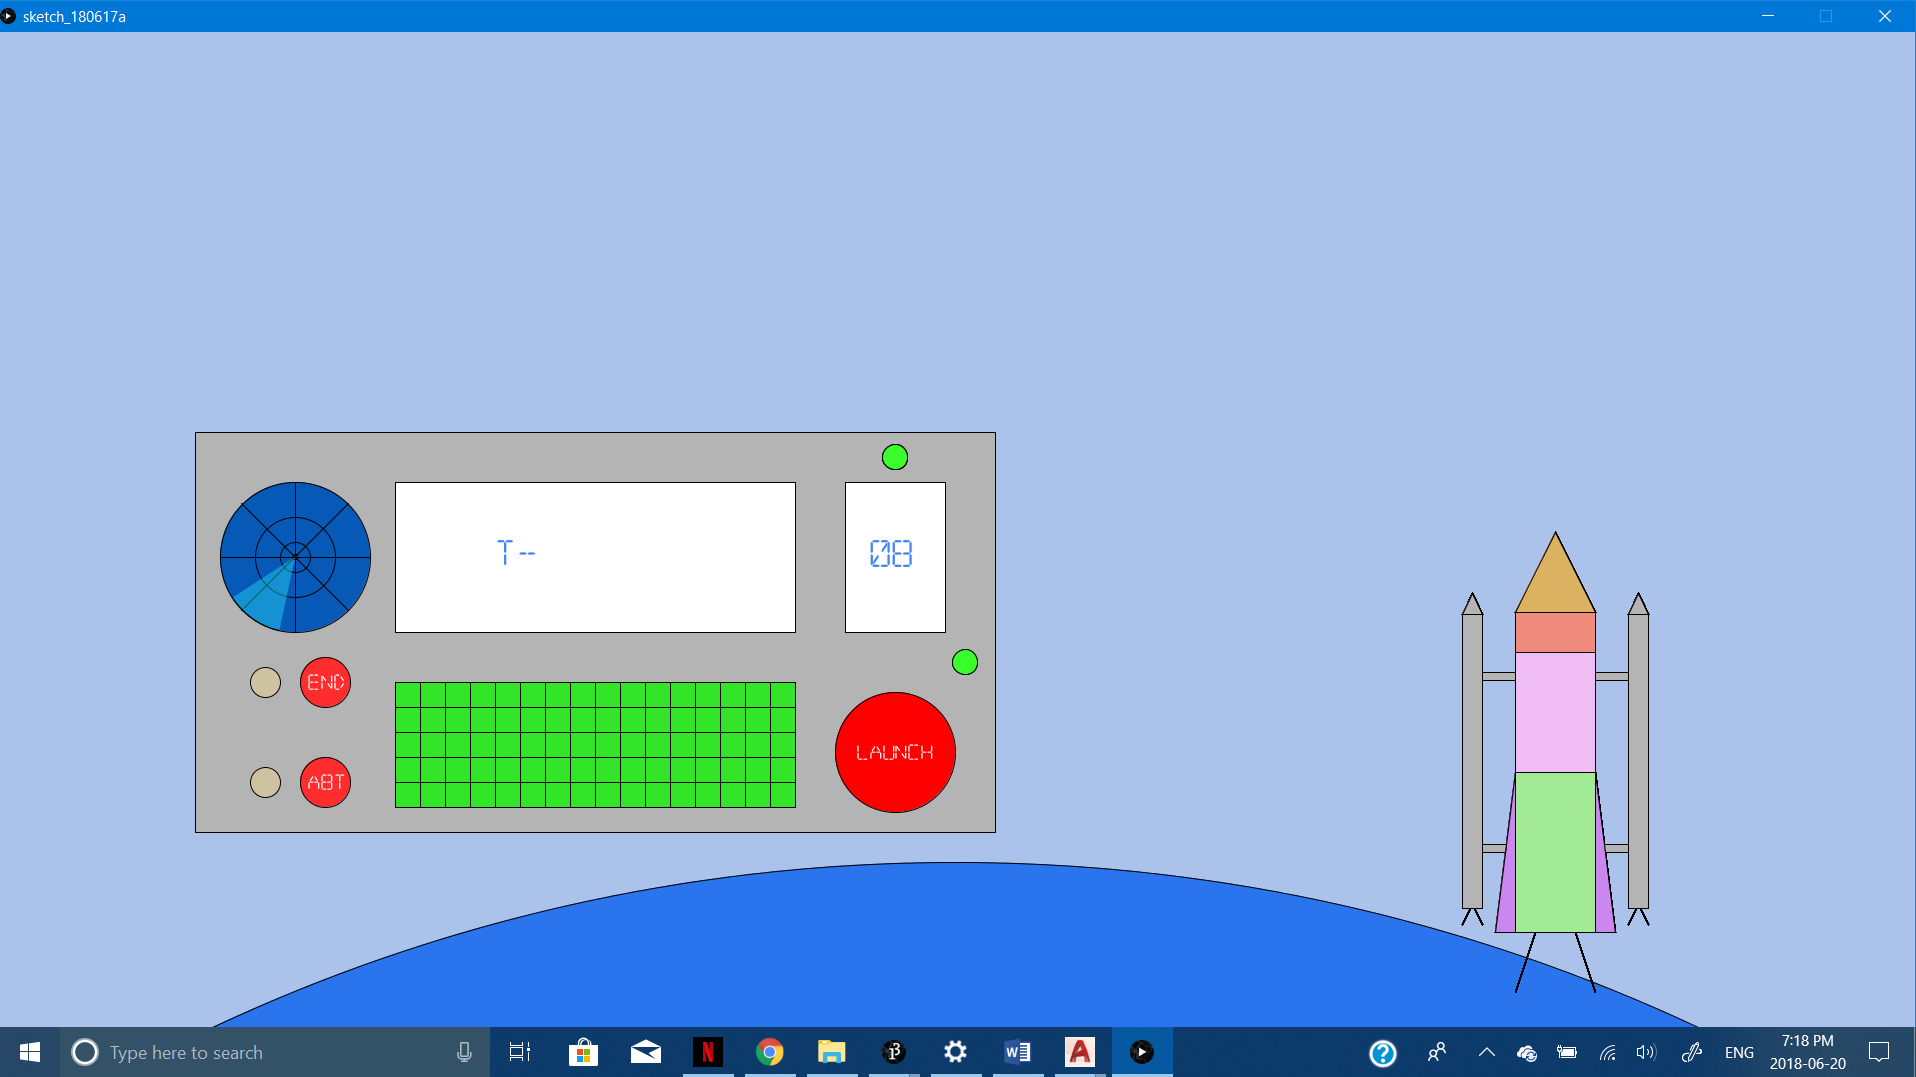 sketch_180617a
T--
08
END
ABT
LAUNCH
Type here to search
ENG
7:18 PM
2018-06-20